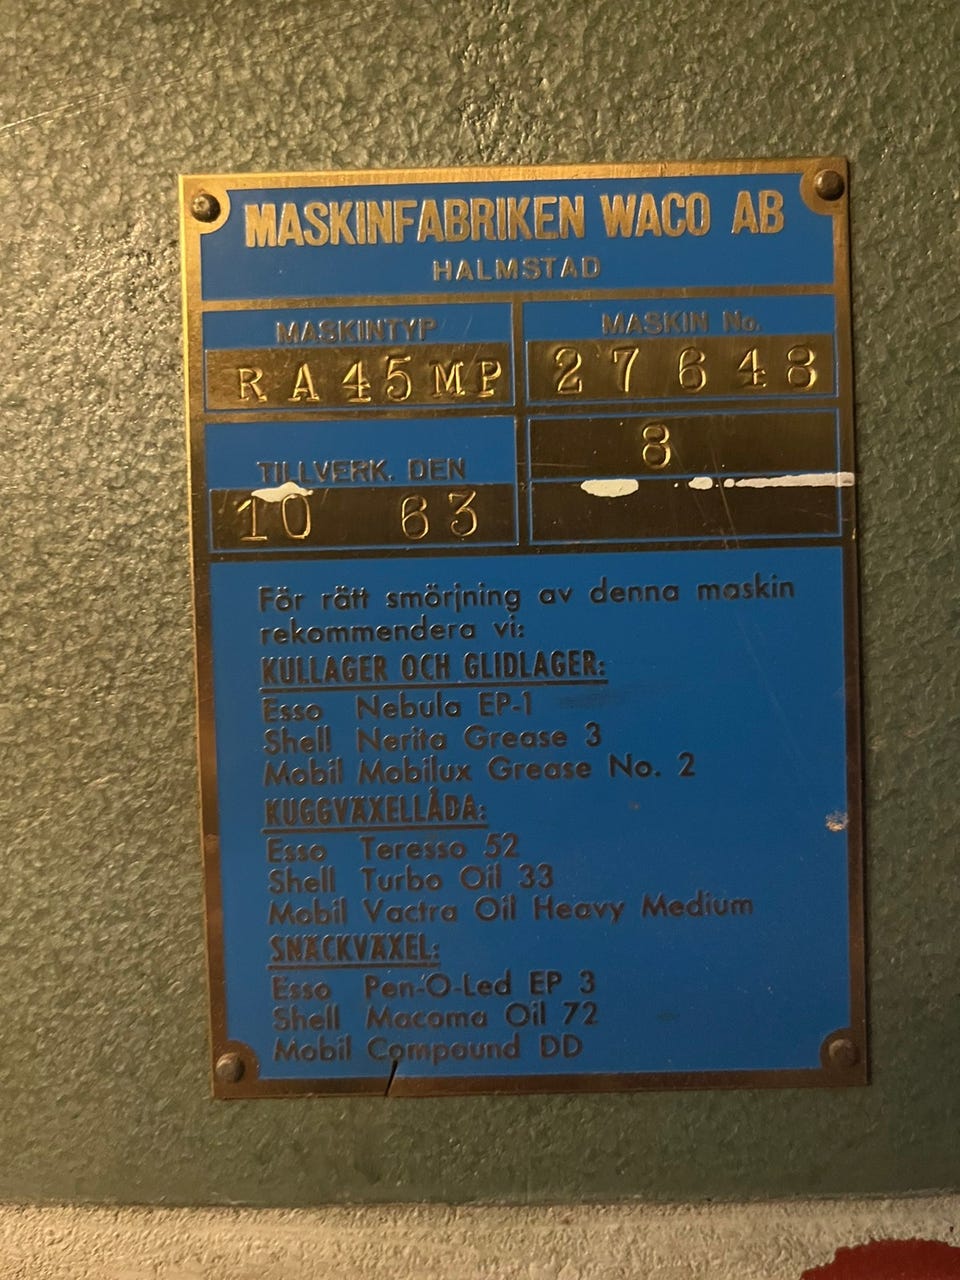 MASKINFABRIKEN WACO AB
HALMSTAD
MASKINTYP
RA45MP
MASKIN No.
27648
8
TILLVERK. DEN
10 63
För rätt smörjning av denna maskin
rekommendera vi:
KULLAGER OCH GLIDLAGER:
Esso Nebula EP-1
Shell Nerita Grease 3
Mobil Mobilux Grease No. 2
KUGGVÄXELLÅDA:
Esso Teresso 52
Shell Turbo Oil 33
Mobil Vactra Oil Heavy Medium
SNÄCKVÄXEL:
Esso Pen-O-Led EP 3
Shell Macoma Oil 72
Mobil Compound DD